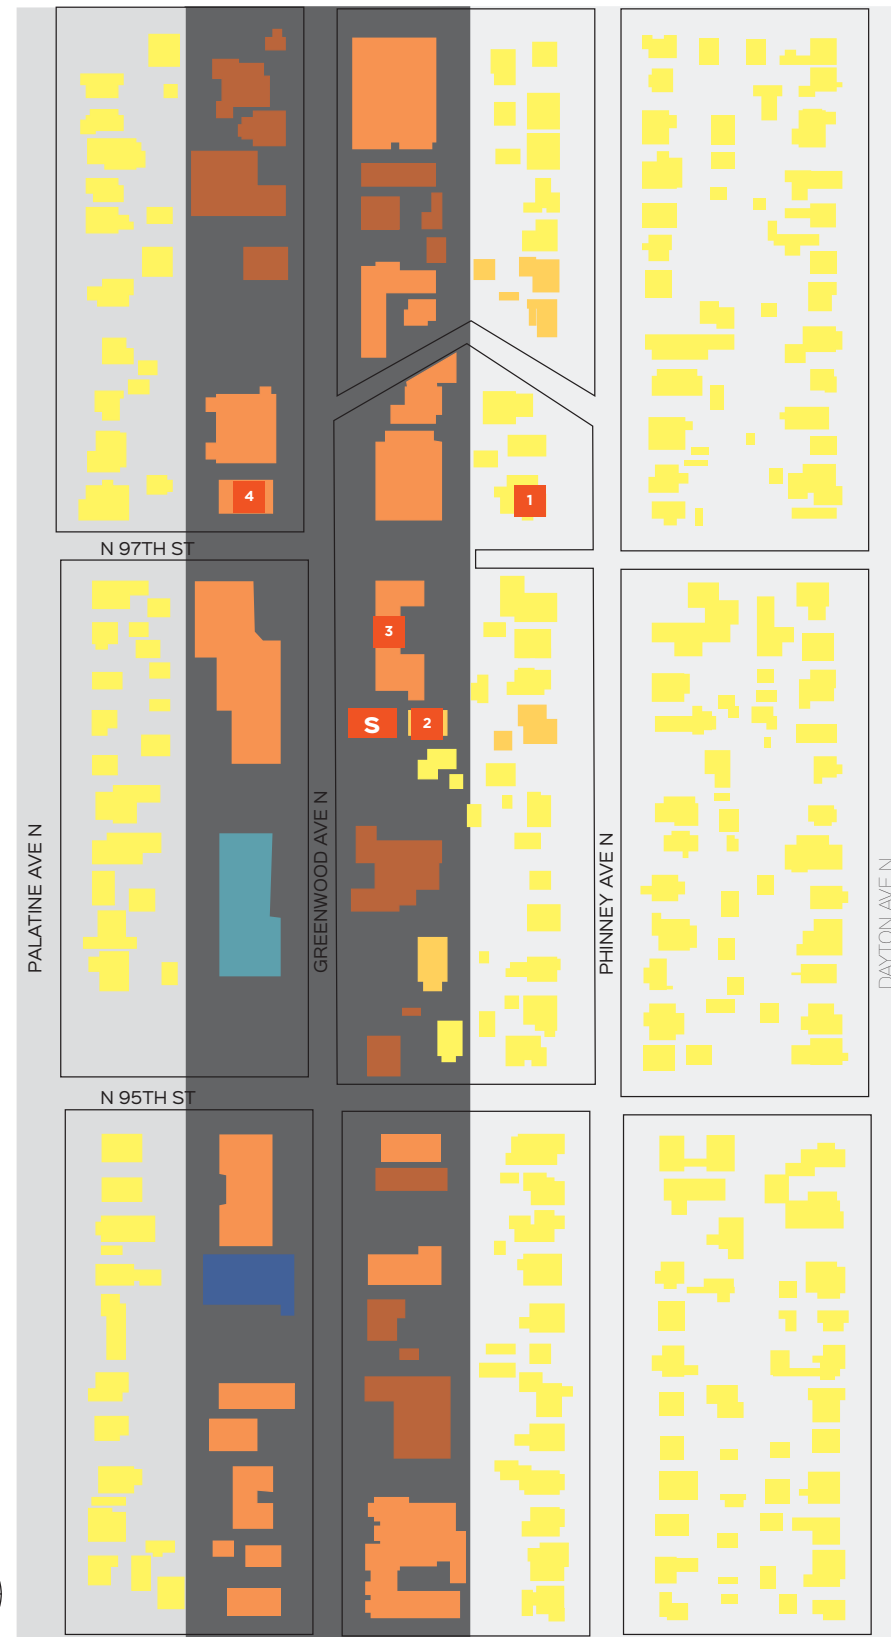 4
1
N 97TH ST
3
S
2
PALATINE AVE N
GREENWOOD AVE N
PHINNEY AVE N
DAYTON AVE N
N 95TH ST